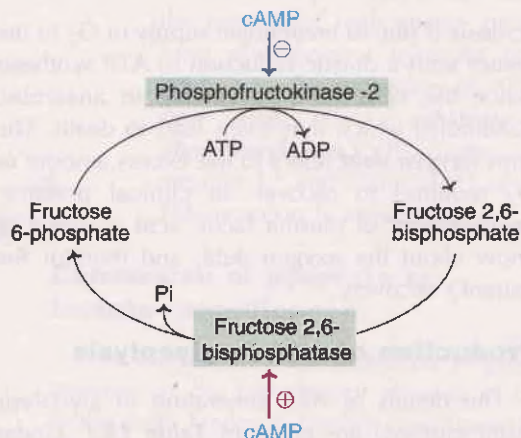 cAMP
⊖
Phosphofructokinase -2
ATP ADP
Fructose
6-phosphate
Fructose 2,6-
bisphosphate
Pi
Fructose 2,6-
bisphosphatase
⊕
cAMP